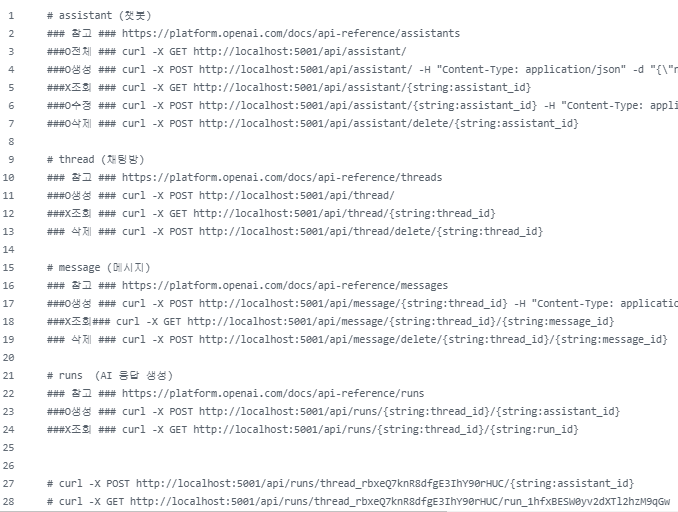 1 # assistant (챗봇)
2 ### 참고 ### https://platform.openai.com/docs/api-reference/assistants
3 ###O전체 ### curl -X GET http://localhost:5001/api/assistant/
4 ###O생성 ### curl -X POST http://localhost:5001/api/assistant/ -H "Content-Type: application/json" -d "{\"n
5 ###X조회 ### curl -X GET http://localhost:5001/api/assistant/{string:assistant_id}
6 ###O수정 ### curl -X POST http://localhost:5001/api/assistant/{string:assistant_id} -H "Content-Type: appli
7 ###O삭제 ### curl -X POST http://localhost:5001/api/assistant/delete/{string:assistant_id}
8
9 # thread (채팅방)
10 ### 참고 ### https://platform.openai.com/docs/api-reference/threads
11 ###O생성 ### curl -X POST http://localhost:5001/api/thread/
12 ###X조회 ### curl -X GET http://localhost:5001/api/thread/{string:thread_id}
13 ### 삭제 ### curl -X POST http://localhost:5001/api/thread/delete/{string:thread_id}
14
15 # message (메시지)
16 ### 참고 ### https://platform.openai.com/docs/api-reference/messages
17 ###O생성 ### curl -X POST http://localhost:5001/api/message/{string:thread_id} -H "Content-Type: applicatio
18 ###X조회### curl -X GET http://localhost:5001/api/message/{string:thread_id}/{string:message_id}
19 ### 삭제 ### curl -X POST http://localhost:5001/api/message/delete/{string:thread_id}/{string:message_id}
20
21 # runs (AI 응답 생성)
22 ### 참고 ### https://platform.openai.com/docs/api-reference/runs
23 ###O생성 ### curl -X POST http://localhost:5001/api/runs/{string:thread_id}/{string:assistant_id}
24 ###X조회 ### curl -X GET http://localhost:5001/api/runs/{string:thread_id}/{string:run_id}
25
26
27 # curl -X POST http://localhost:5001/api/runs/thread_rbxeQ7knR8dfgE3IhY90rHUC/{string:assistant_id}
28 # curl -X GET http://localhost:5001/api/runs/thread_rbxeQ7knR8dfgE3IhY90rHUC/run_1hfxBESW0yv2dXTl2hzM9qGw